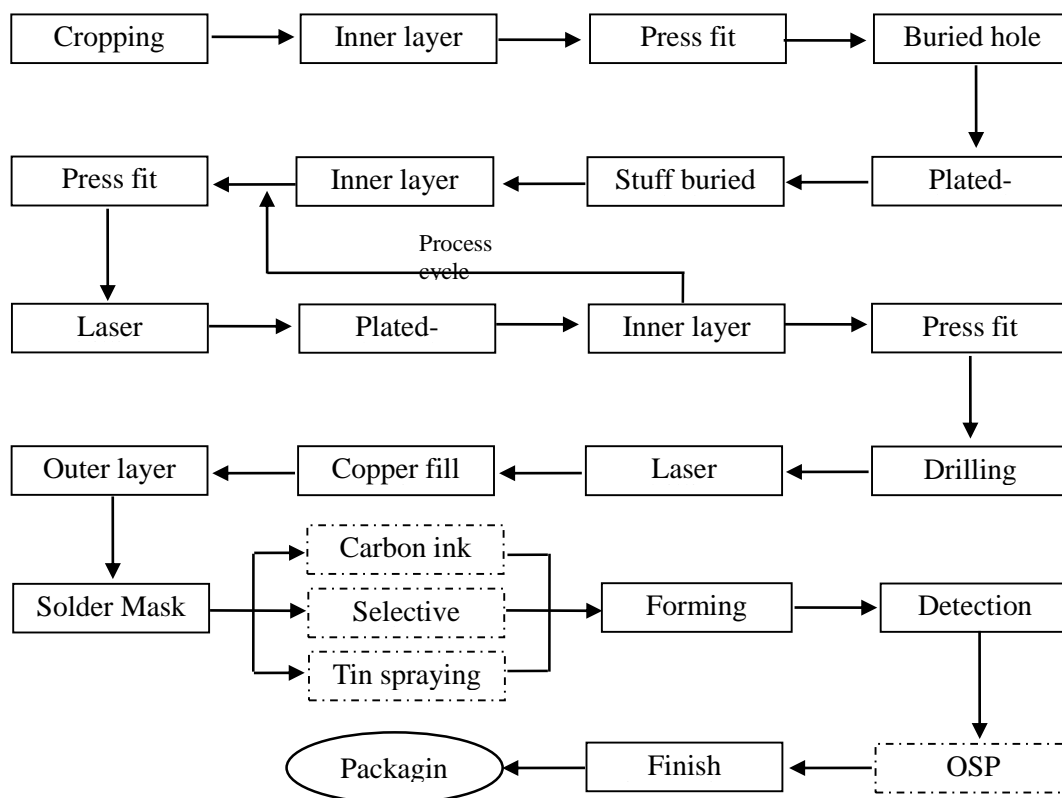 Cropping
Inner layer
Press fit
Buried hole
Press fit
Inner layer
Stuff buried
Plated-
Process
cycle
Laser
Plated-
Inner layer
Press fit
Outer layer
Copper fill
Laser
Drilling
Carbon ink
Solder Mask
Selective
Forming
Detection
Tin spraying
Packagin
Finish
OSP